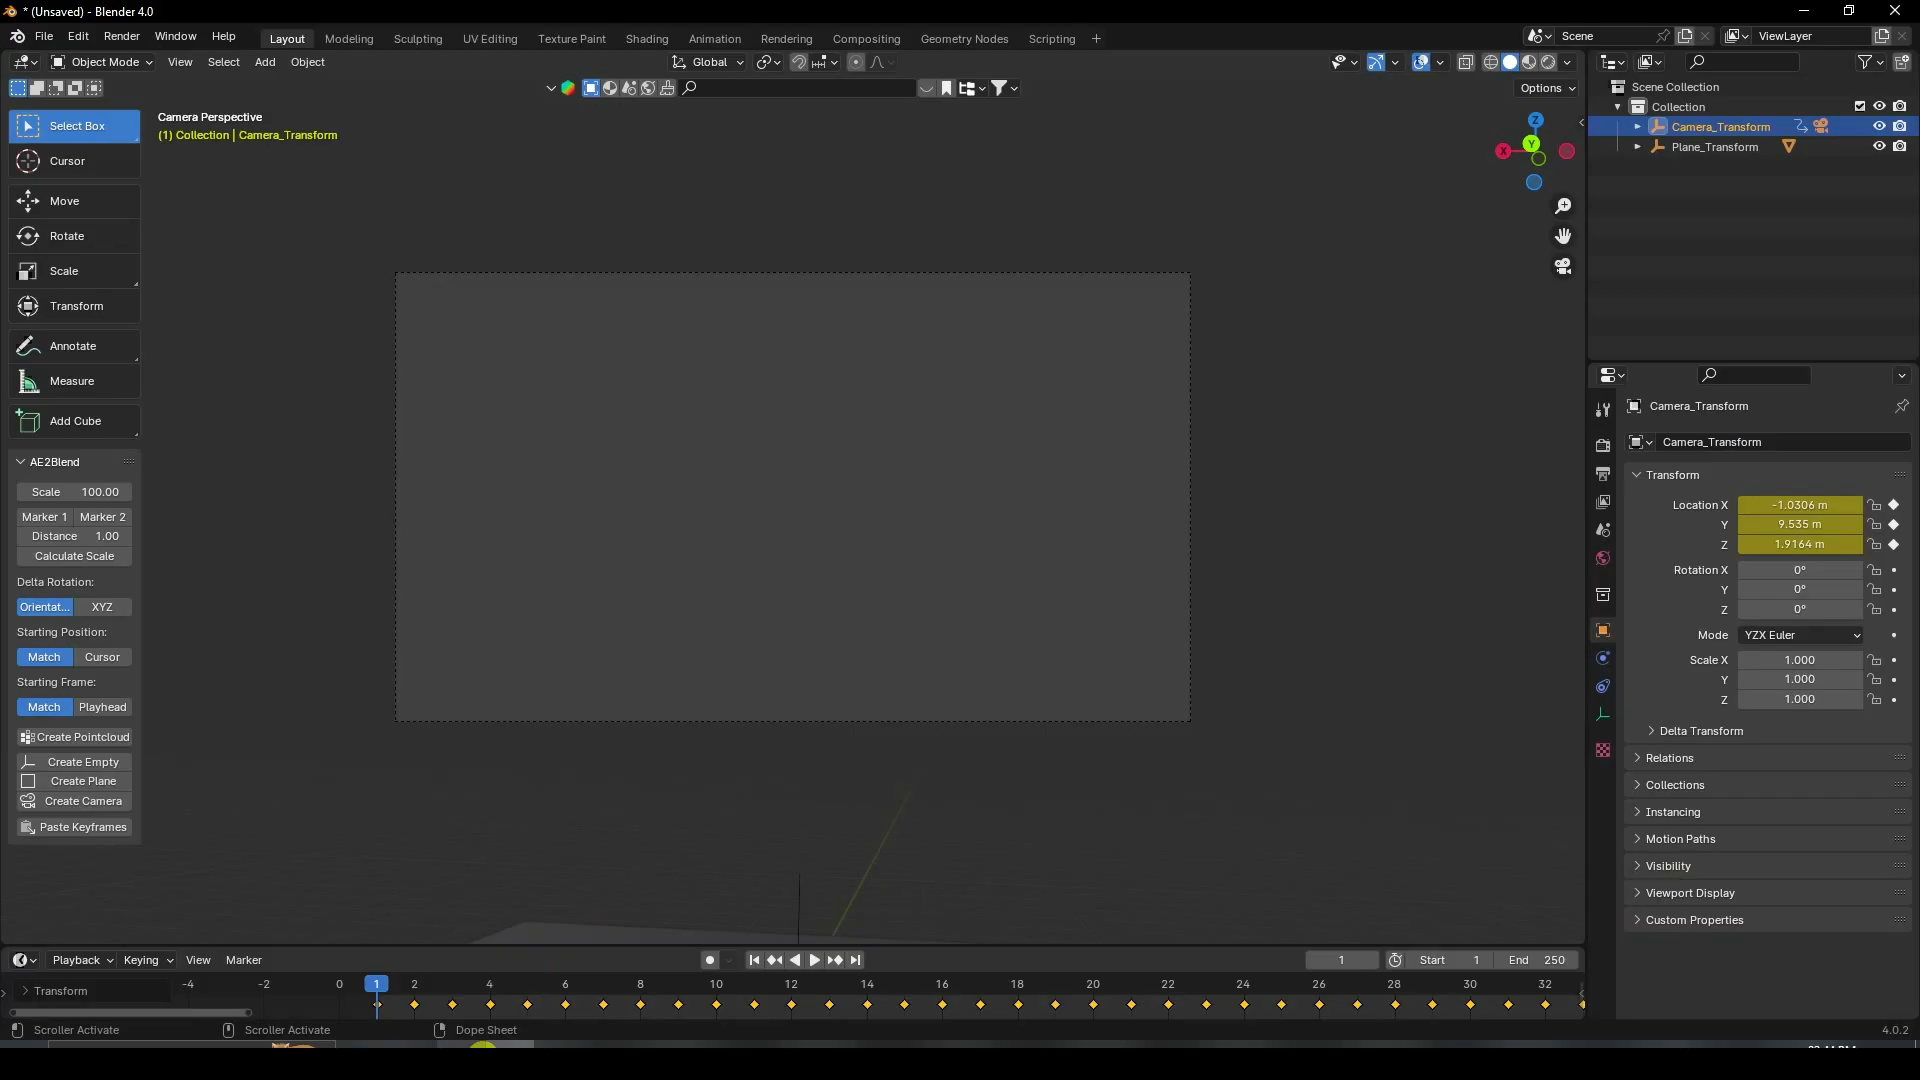 * (Unsaved) - Blender 4.0
File Edit Render Window Help
Layout Modeling Sculpting UV Editing Texture Paint Shading Animation Rendering Compositing Geometry Nodes Scripting +
Scene
ViewLayer
Object Mode View Select Add Object
Global
Options
Select Box
Cursor
Move
Rotate
Scale
Transform
Annotate
Measure
Add Cube
AE2Blend
Scale 100.00
Marker 1 Marker 2
Distance 1.00
Calculate Scale
Delta Rotation:
Orientat... XYZ
Starting Position:
Match Cursor
Starting Frame:
Match Playhead
Create Pointcloud
Create Empty
Create Plane
Create Camera
Paste Keyframes
Camera Perspective
(1) Collection | Camera_Transform
Z
Y
X
Scene Collection
Collection
Camera_Transform
Plane_Transform
Camera_Transform
Camera_Transform
Transform
Location X -1.0306 m
Y 9.535 m
Z 1.9164 m
Rotation X 0°
Y 0°
Z 0°
Mode YZX Euler
Scale X 1.000
Y 1.000
Z 1.000
Delta Transform
Relations
Collections
Instancing
Motion Paths
Visibility
Viewport Display
Custom Properties
Playback Keying View Marker
1
Start 1 End 250
Transform
-4 -2 0 1 2 4 6 8 10 12 14 16 18 20 22 24 26 28 30 32
Scroller Activate Scroller Activate Dope Sheet
4.0.2